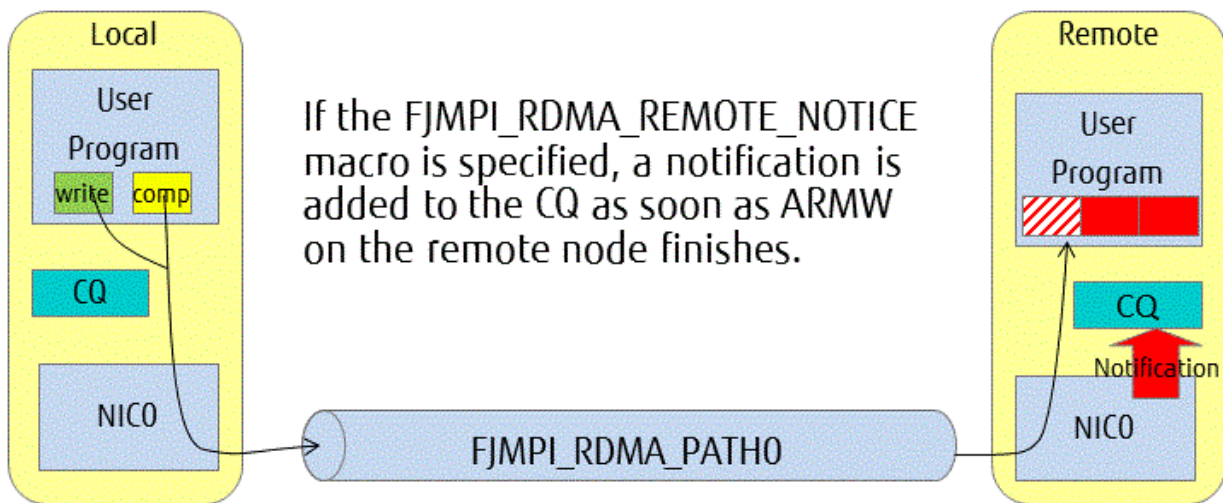 Local
User
Program
write comp
CQ
NIC0
If the FJMPI_RDMA_REMOTE_NOTICE
macro is specified, a notification is
added to the CQ as soon as ARMW
on the remote node finishes.
FJMPI_RDMA_PATH0
Remote
User
Program
CQ
Notification
NIC0